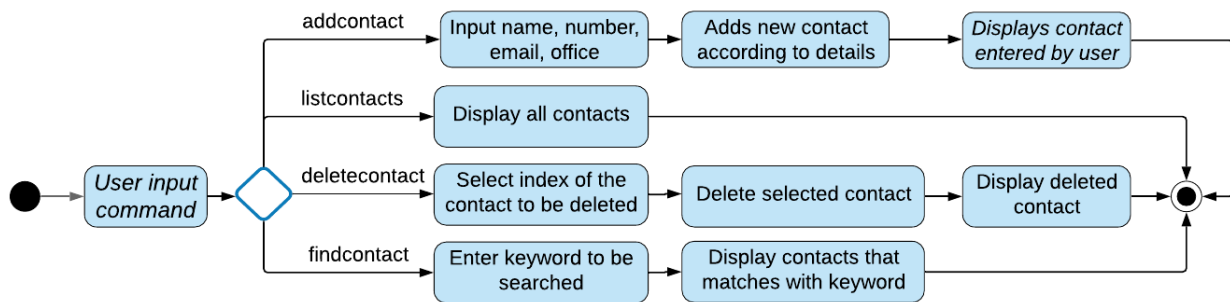 addcontact
Input name, number,
email, office
Adds new contact
according to details
Displays contact
entered by user
listcontacts
Display all contacts
User input
command
deletecontact
Select index of the
contact to be deleted
Delete selected contact
Display deleted
contact
findcontact
Enter keyword to be
searched
Display contacts that
matches with keyword